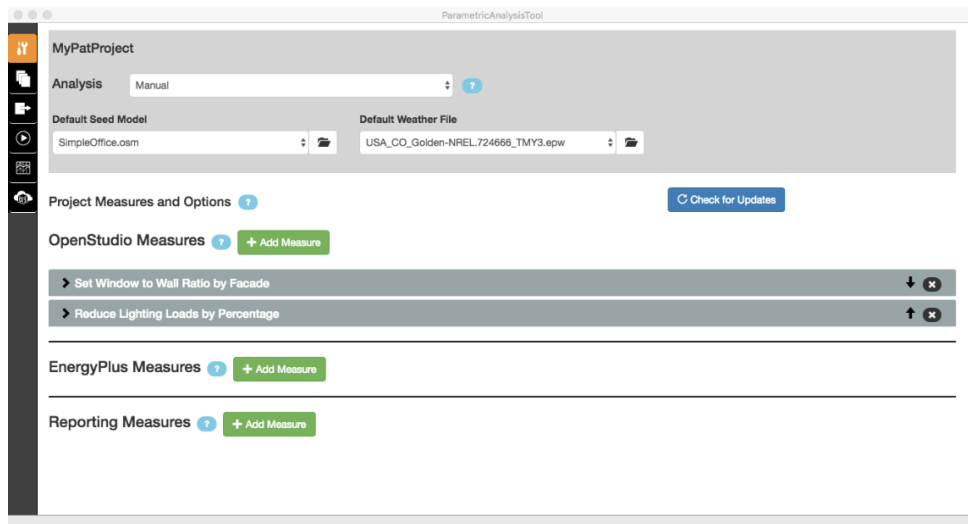 ParametricAnalysisTool
MyPatProject
Analysis Manual ?
Default Seed Model Default Weather File
SimpleOffice.osm USA_CO_Golden-NREL.724666_TMY3.epw
Project Measures and Options ? Check for Updates
OpenStudio Measures ? + Add Measure
Set Window to Wall Ratio by Facade
Reduce Lighting Loads by Percentage
EnergyPlus Measures ? + Add Measure
Reporting Measures ? + Add Measure